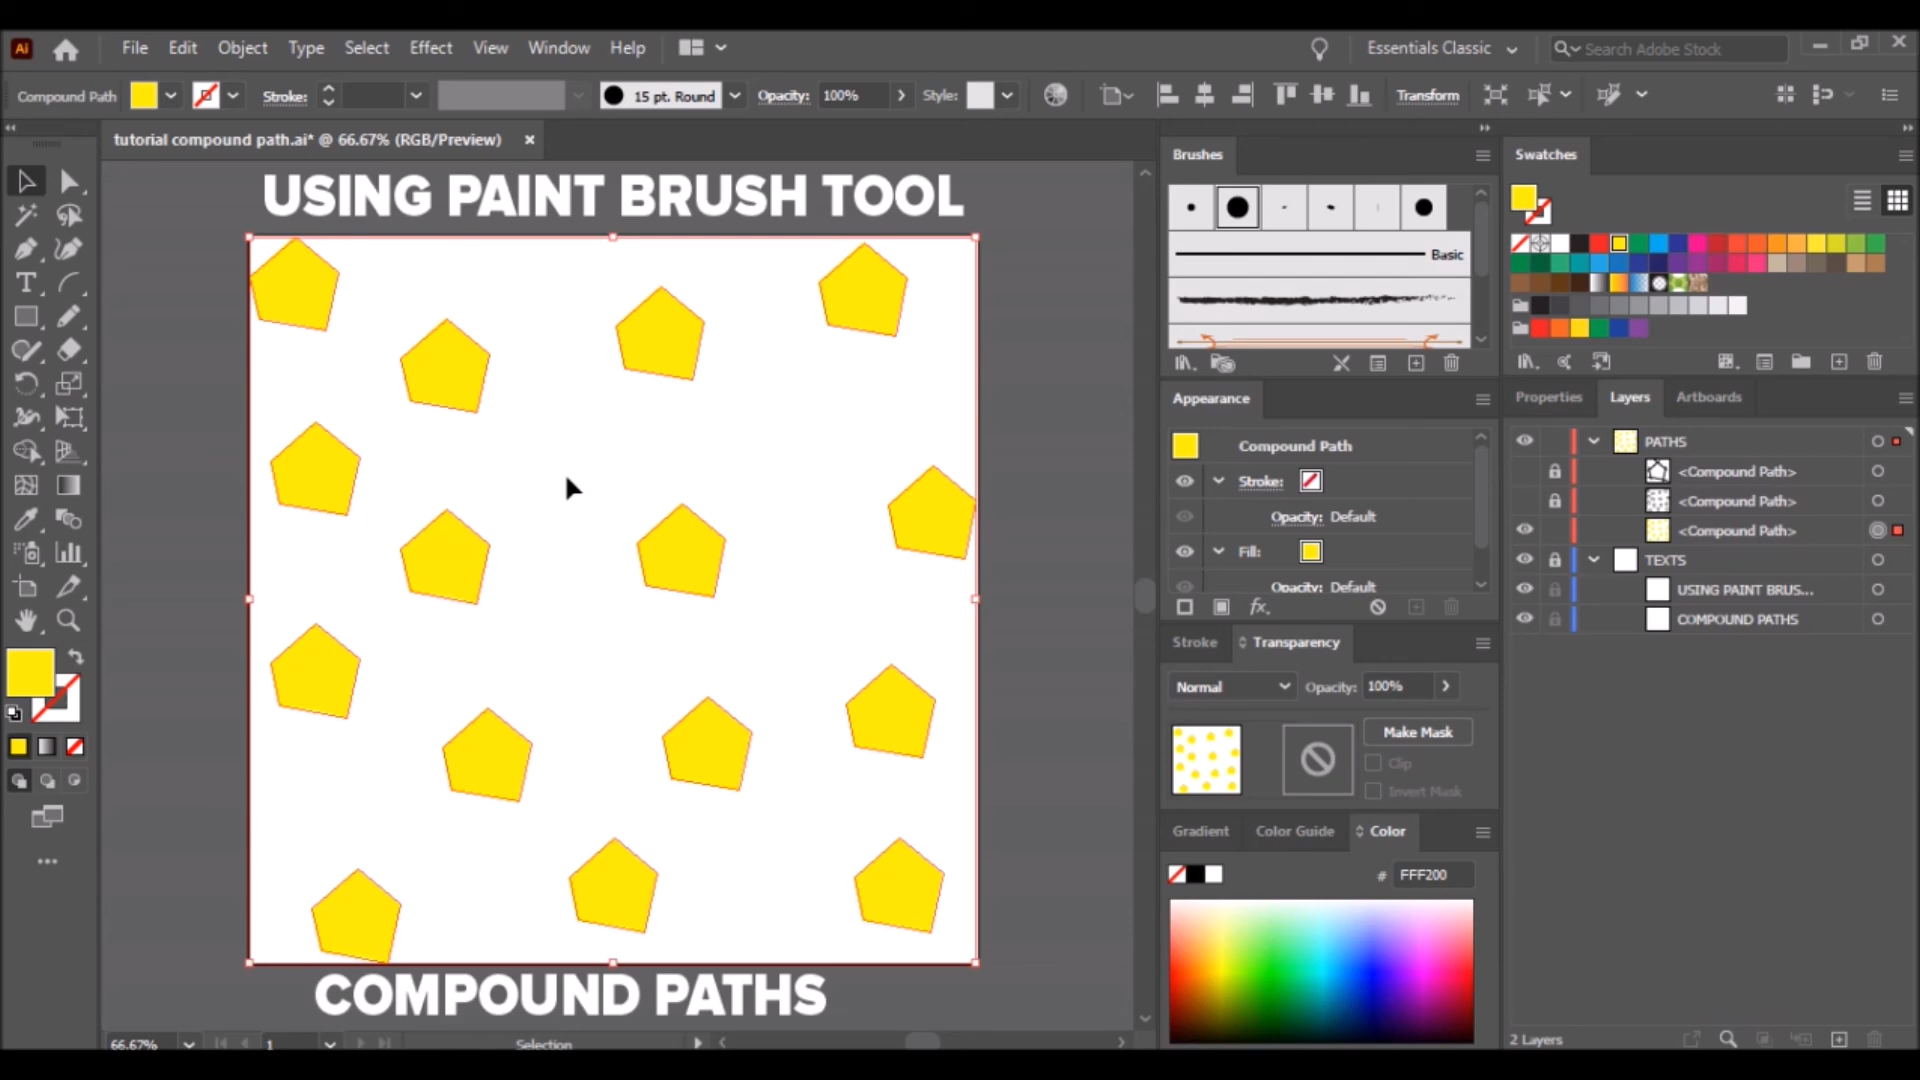 Ai File Edit Object Type Select Effect View Window Help Essentials Classic Search Adobe Stock
Compound Path Stroke: 15 pt. Round Opacity: 100% Style: Transform
tutorial compound path.ai* @ 66.67% (RGB/Preview) ×
USING PAINT BRUSH TOOL
COMPOUND PATHS
66.67% 1 Selection
Brushes
Basic
Appearance
Compound Path
Stroke:
Opacity: Default
Fill:
Opacity: Default
fx.
Stroke Transparency
Normal Opacity: 100%
Make Mask
Clip
Invert Mask
Gradient Color Guide Color
# FFF200
Swatches
Properties Layers Artboards
PATHS
<Compound Path>
<Compound Path>
<Compound Path>
TEXTS
USING PAINT BRUS...
COMPOUND PATHS
2 Layers